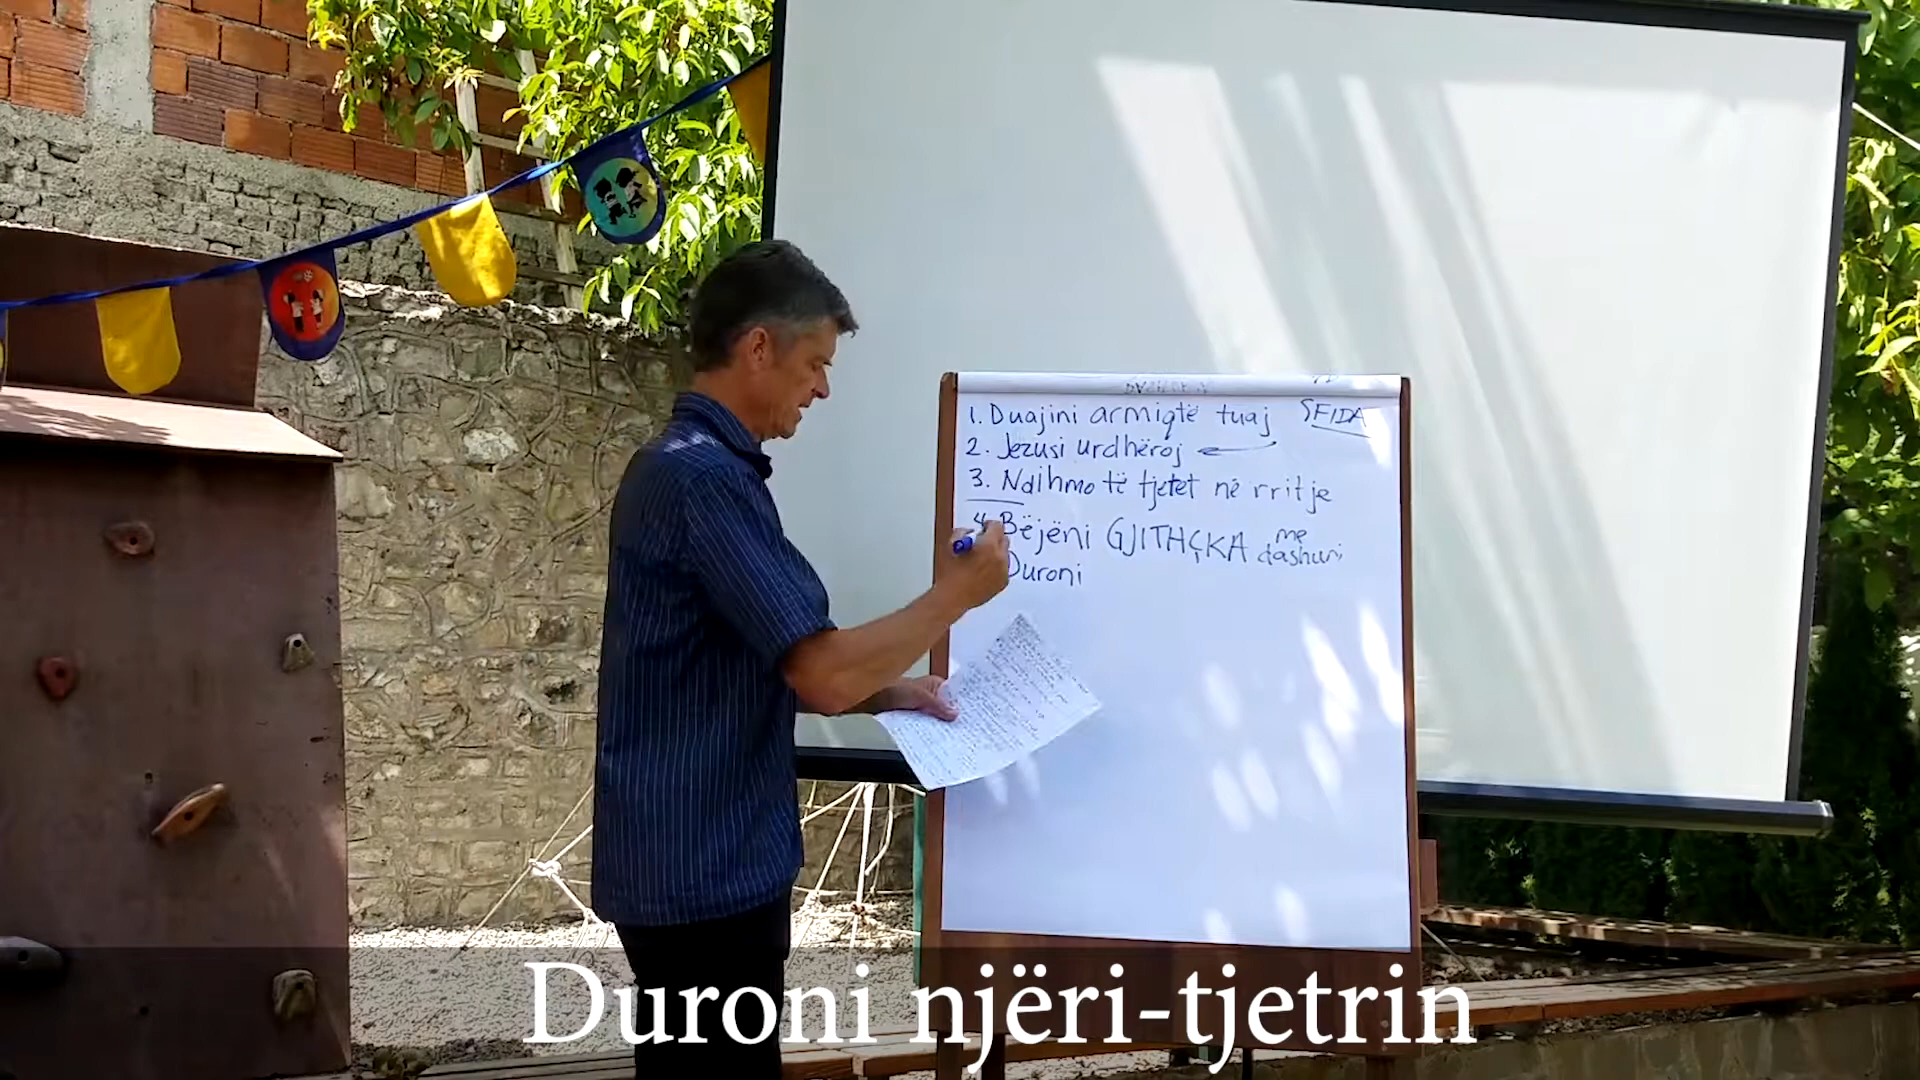 1. Duajini armiqtë tuaj SFIDA
2. Jezusi urdhëroj
3. Ndihmo të tjetet në rritje
4. Bëjëni GJITHÇKA me dashuri
Duroni
Duroni njëri-tjetrin